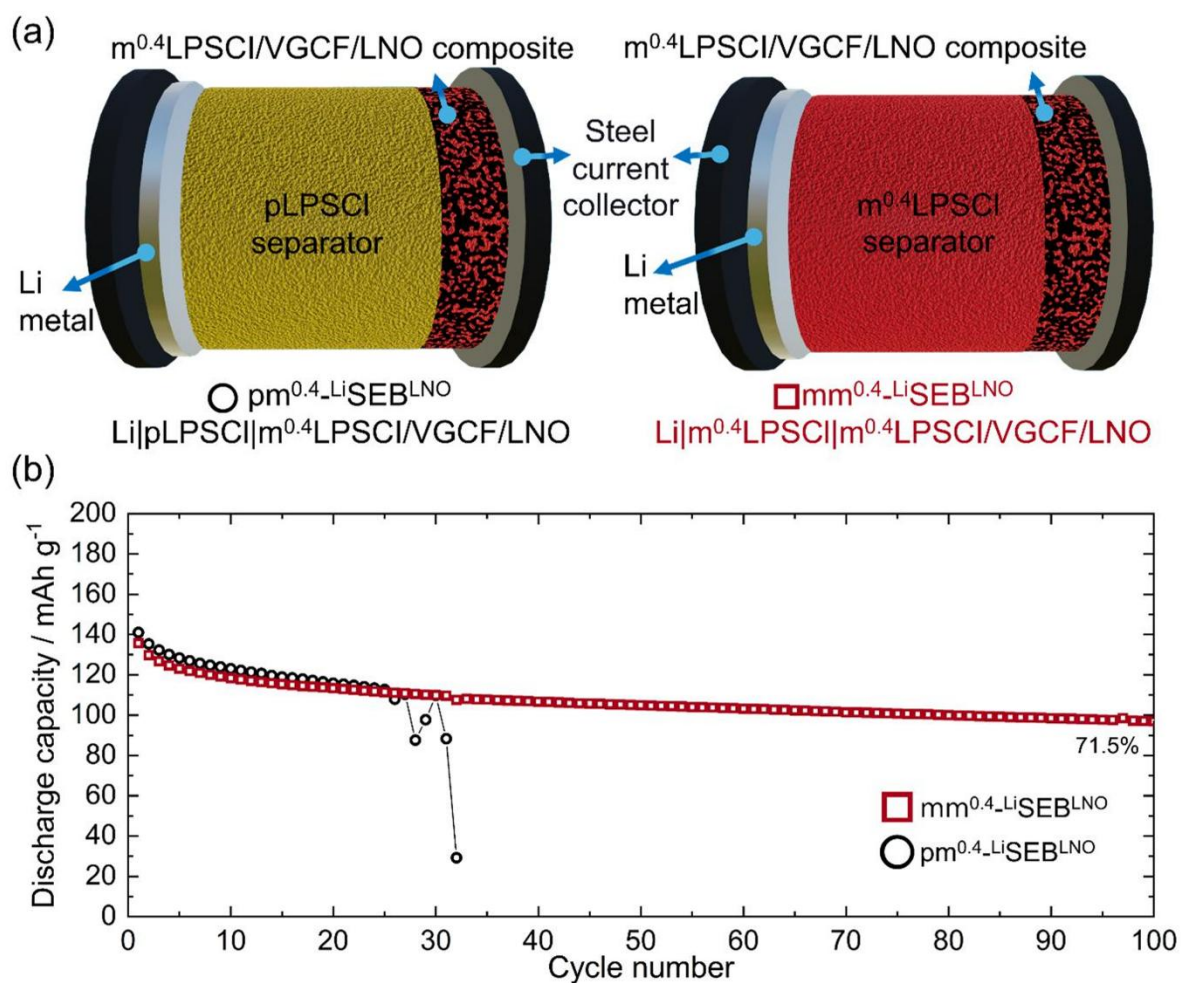 (a)
m⁰·⁴LPSCl/VGCF/LNO composite
m⁰·⁴LPSCl/VGCF/LNO composite
Steel
current
collector
pLPSCl
separator
m⁰·⁴LPSCl
separator
Li
metal
Li
metal
pm⁰·⁴-ᴸⁱSEBᴸᴺᴼ
Li|pLPSCl|m⁰·⁴LPSCl/VGCF/LNO
mm⁰·⁴-ᴸⁱSEBᴸᴺᴼ
Li|m⁰·⁴LPSCl|m⁰·⁴LPSCl/VGCF/LNO
(b)
Discharge capacity / mAh g⁻¹
200
180
160
140
120
100
80
60
40
20
0
71.5%
mm⁰·⁴-ᴸⁱSEBᴸᴺᴼ
pm⁰·⁴-ᴸⁱSEBᴸᴺᴼ
0 10 20 30 40 50 60 70 80 90 100
Cycle number